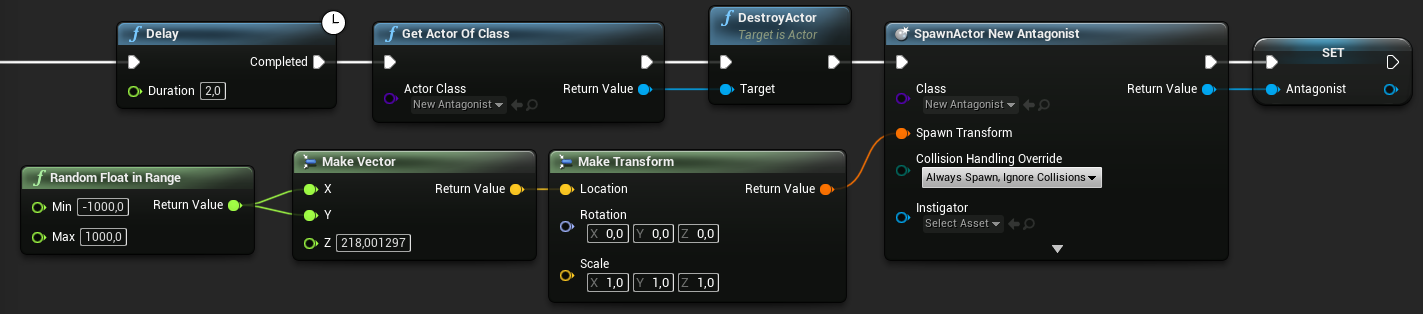 Delay
Completed
Duration 2,0
Get Actor Of Class
Actor Class
New Antagonist
Return Value
DestroyActor
Target is Actor
Target
SpawnActor New Antagonist
Class
New Antagonist
Return Value
Spawn Transform
Collision Handling Override
Always Spawn, Ignore Collisions
Instigator
Select Asset
SET
Antagonist
Random Float in Range
Min -1000,0
Return Value
Max 1000,0
Make Vector
X
Return Value
Y
Z 218,001297
Make Transform
Location
Return Value
Rotation
X 0,0 Y 0,0 Z 0,0
Scale
X 1,0 Y 1,0 Z 1,0